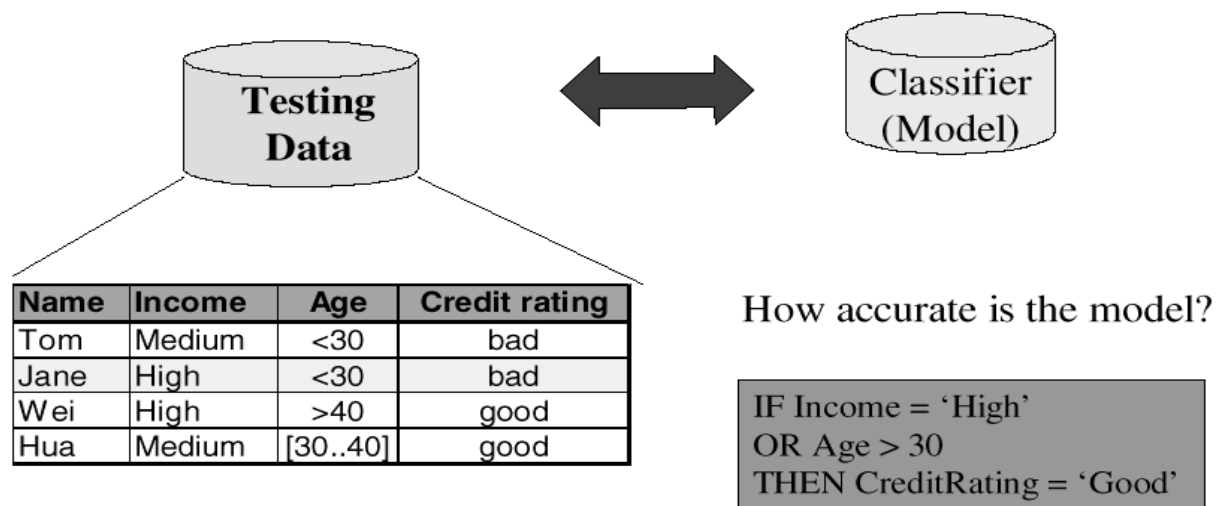 Testing
Data
Classifier
(Model)
Name Income Age Credit rating
Tom Medium <30 bad
Jane High <30 bad
Wei High >40 good
Hua Medium [30..40] good
How accurate is the model?
IF Income = ‘High’
OR Age > 30
THEN CreditRating = ‘Good’